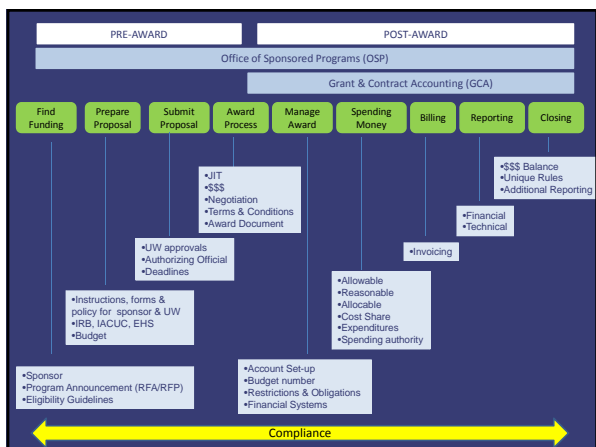 PRE-AWARD
POST-AWARD
Office of Sponsored Programs (OSP)
Grant & Contract Accounting (GCA)
Find
Funding
Prepare
Proposal
Submit
Proposal
Award
Process
Manage
Award
Spending
Money
Billing
Reporting
Closing
•$$$ Balance
•Unique Rules
•Additional Reporting
•JIT
•$$$
•Negotiation
•Terms & Conditions
•Award Document
•Financial
•Technical
•UW approvals
•Authorizing Official
•Deadlines
•Invoicing
•Instructions, forms &
policy for sponsor & UW
•IRB, IACUC, EHS
•Budget
•Allowable
•Reasonable
•Allocable
•Cost Share
•Expenditures
•Spending authority
•Sponsor
•Program Announcement (RFA/RFP)
•Eligibility Guidelines
•Account Set-up
•Budget number
•Restrictions & Obligations
•Financial Systems
Compliance